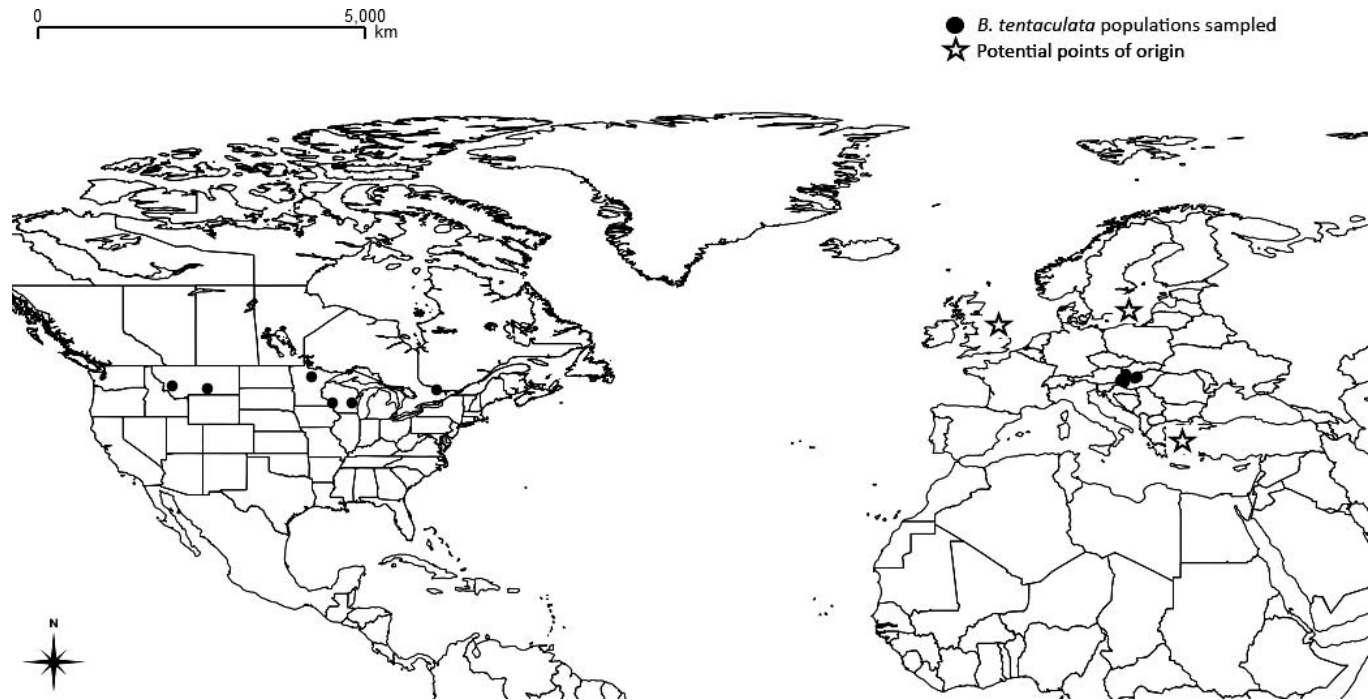 0 5,000
km
B. tentaculata populations sampled
Potential points of origin
N